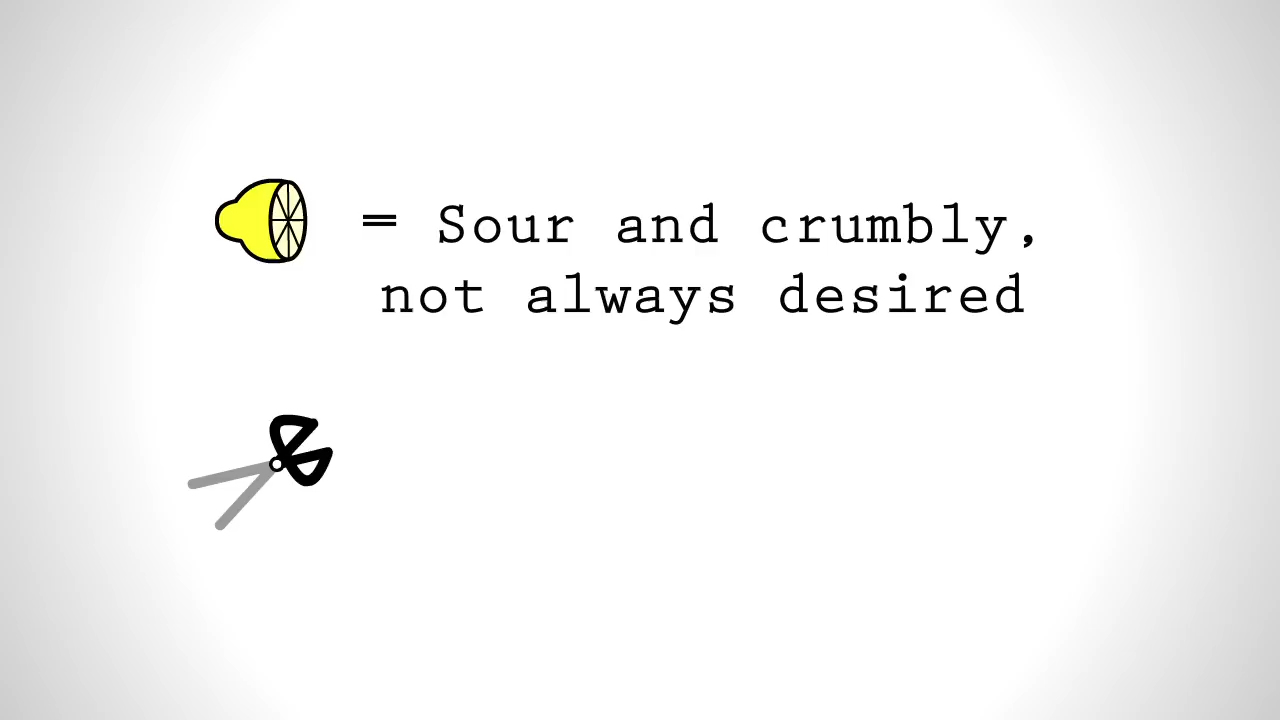 = Sour and crumbly,
not always desired